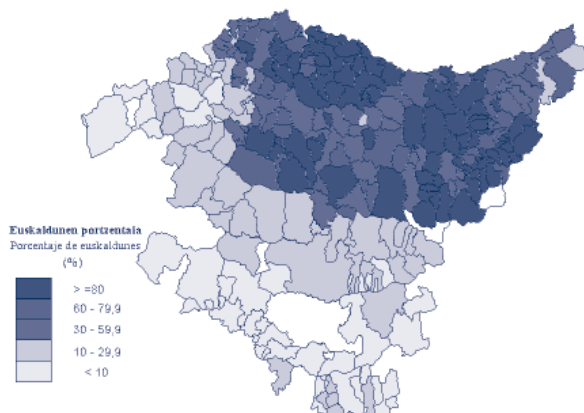 Euskaldunen portzentaia
Porcentaje de euskaldunes
(%)
> =80
60 - 79,9
30 - 59,9
10 - 29,9
< 10